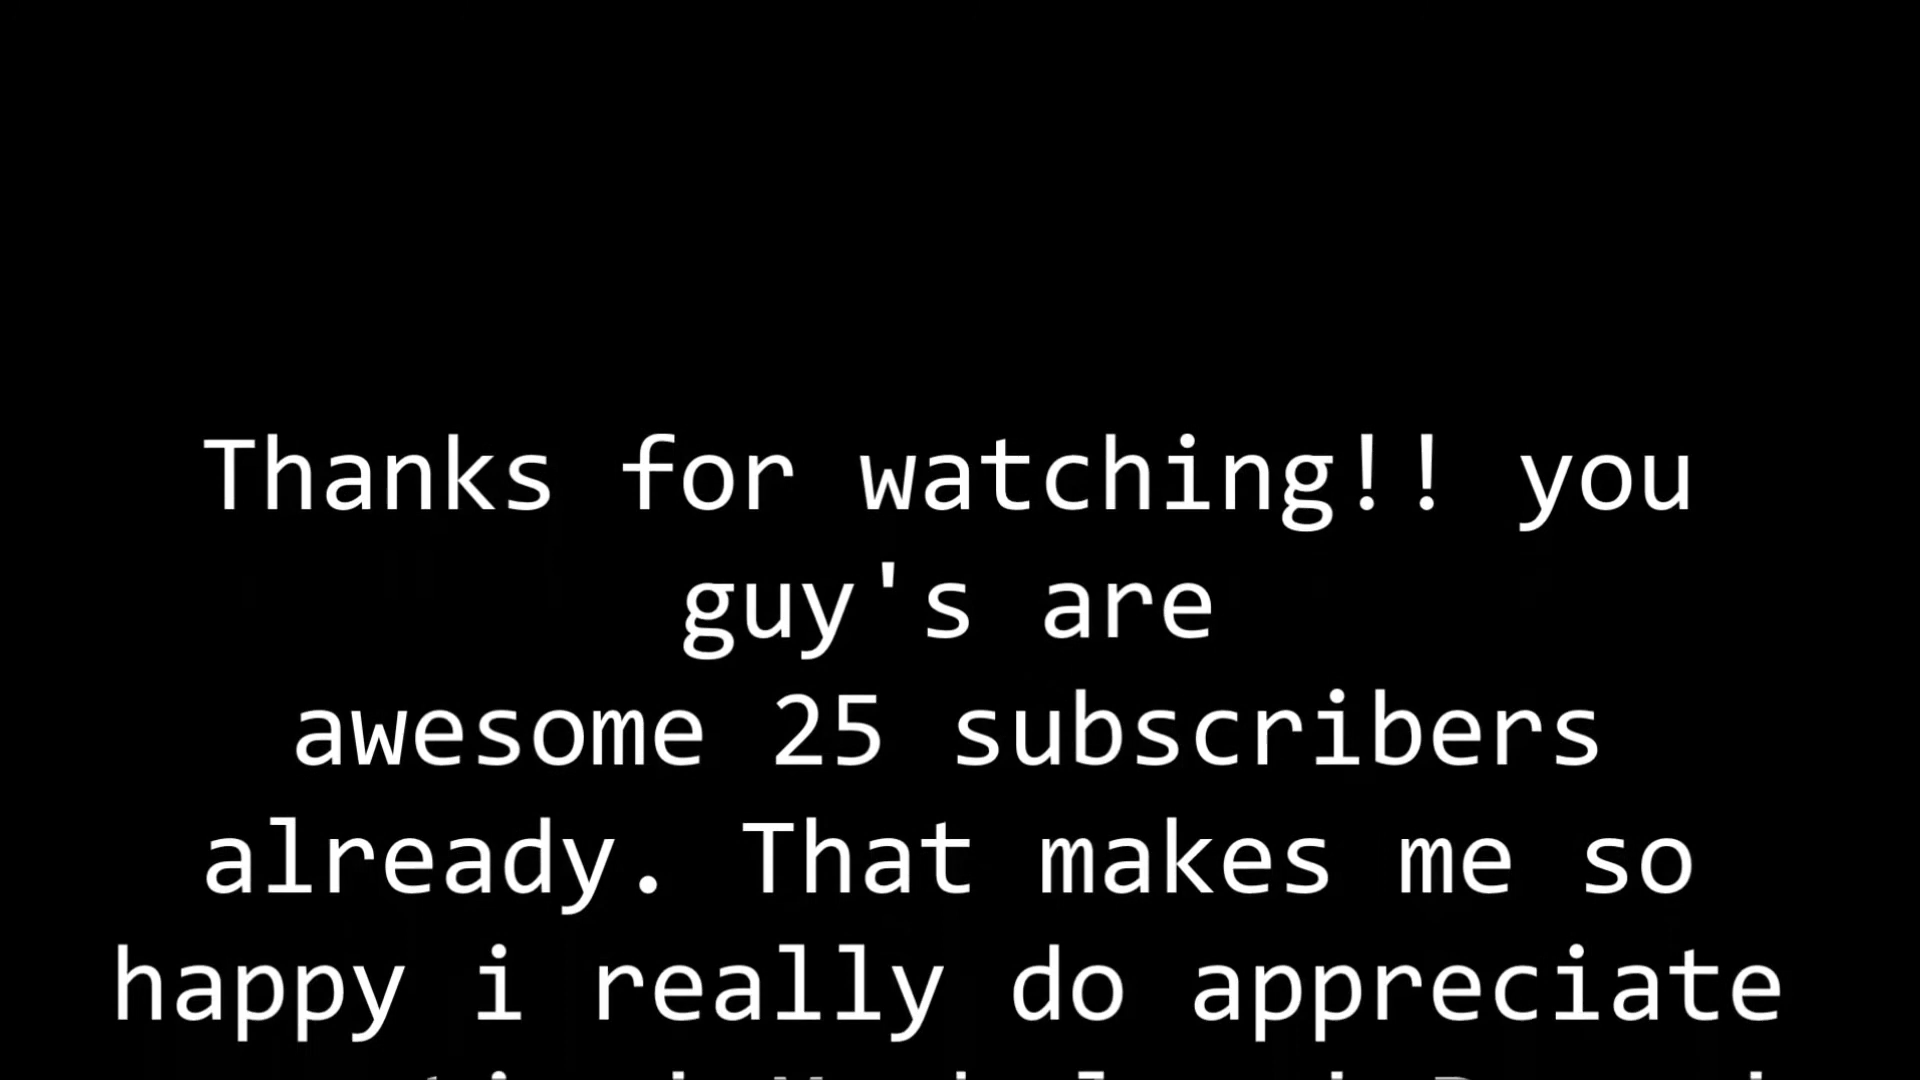 Thanks for watching!! you
guy's are
awesome 25 subscribers
already. That makes me so
happy i really do appreciate